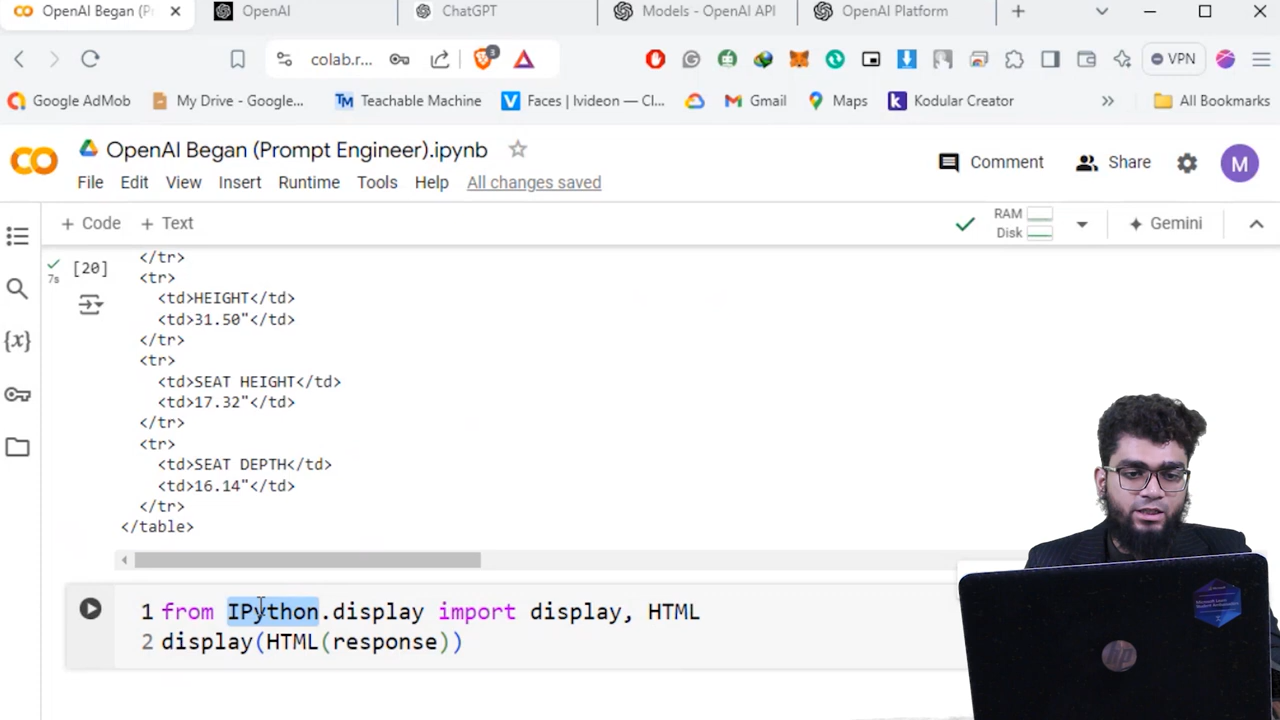 OpenAI Began (P
OpenAI
ChatGPT
Models - OpenAI API
OpenAI Platform
colab.r...
3
VPN
Google AdMob
My Drive - Google...
TM Teachable Machine
V Faces | Ivideon — Cl...
Gmail
Maps
K Kodular Creator
All Bookmarks
OpenAI Began (Prompt Engineer).ipynb
Comment
Share
M
File Edit View Insert Runtime Tools Help All changes saved
+ Code + Text
RAM
Disk
Gemini
[20]
7s
{x}
</tr>
<tr>
<td>HEIGHT</td>
<td>31.50"</td>
</tr>
<tr>
<td>SEAT HEIGHT</td>
<td>17.32"</td>
</tr>
<tr>
<td>SEAT DEPTH</td>
<td>16.14"</td>
</tr>
</table>
1 from IPython.display import display, HTML
2 display(HTML(response))
hp